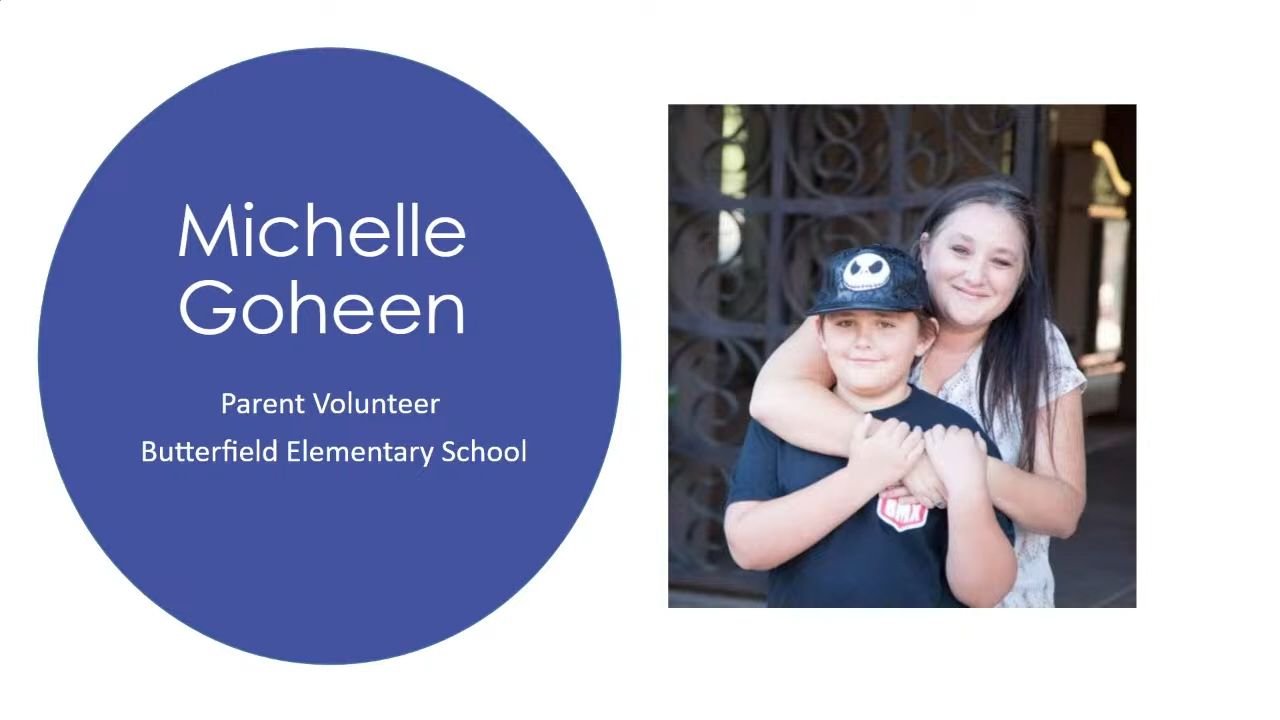 Michelle
Goheen
Parent Volunteer
Butterfield Elementary School
BMX